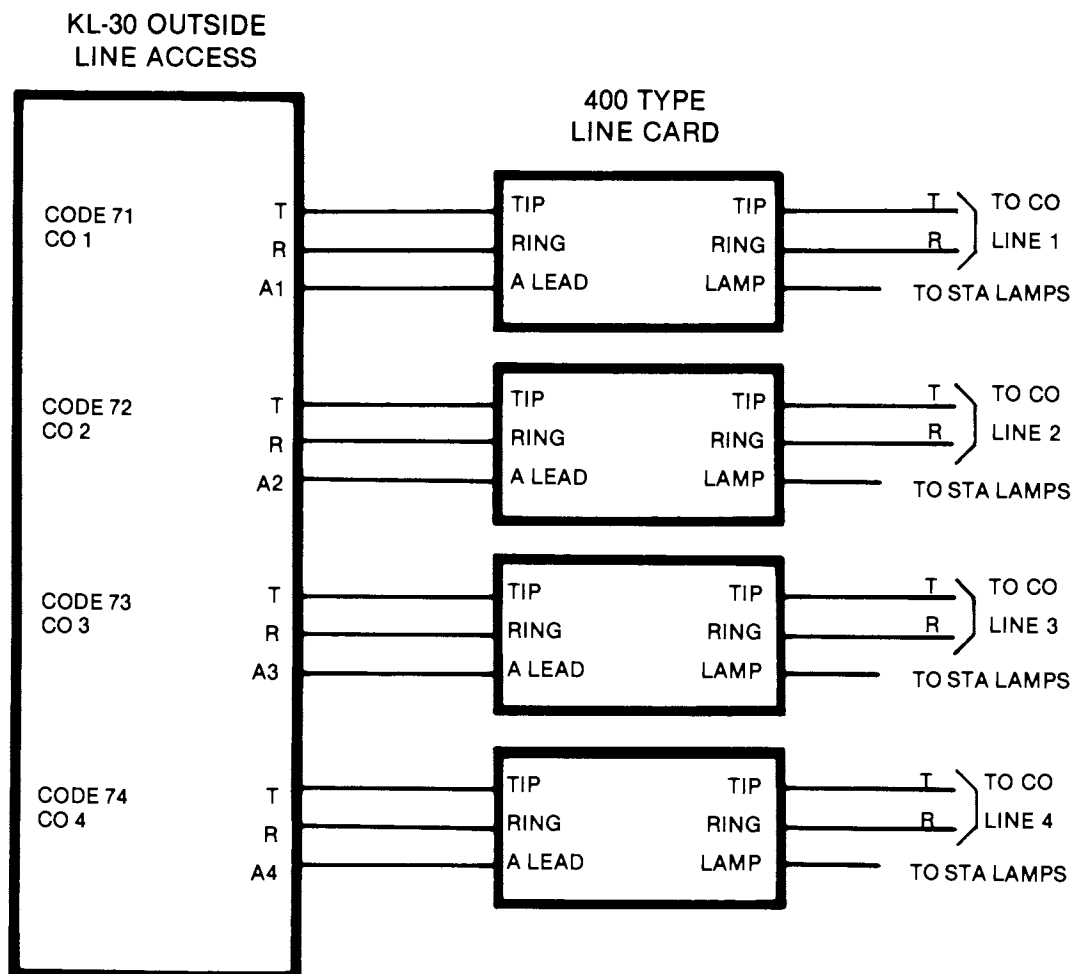 KL-30 OUTSIDE
LINE ACCESS
400 TYPE
LINE CARD
CODE 71
CO 1
T
R
A1
TIP
RING
A LEAD
TIP
RING
LAMP
T
R
TO CO
LINE 1
TO STA LAMPS
CODE 72
CO 2
T
R
A2
TIP
RING
A LEAD
TIP
RING
LAMP
T
R
TO CO
LINE 2
TO STA LAMPS
CODE 73
CO 3
T
R
A3
TIP
RING
A LEAD
TIP
RING
LAMP
T
R
TO CO
LINE 3
TO STA LAMPS
CODE 74
CO 4
T
R
A4
TIP
RING
A LEAD
TIP
RING
LAMP
T
R
TO CO
LINE 4
TO STA LAMPS